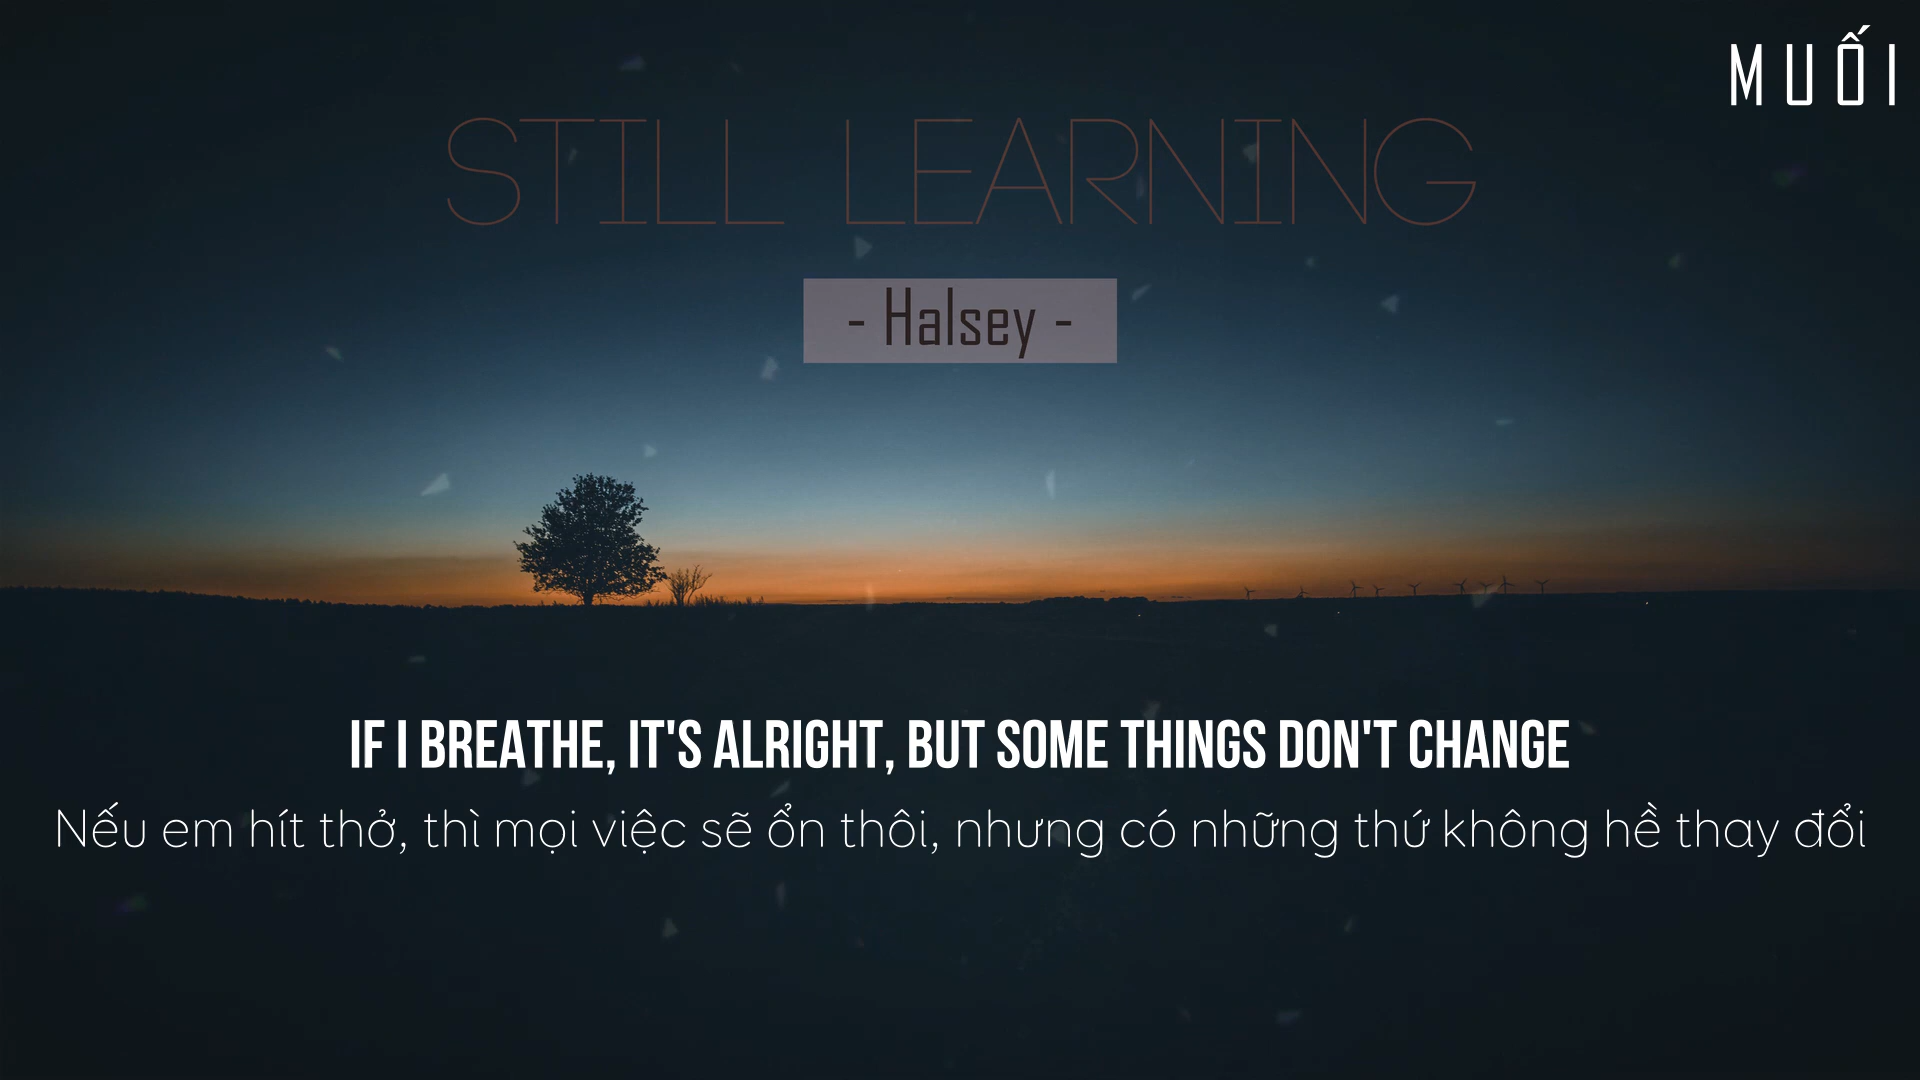 MUỐI
STILL LEARNING
- Halsey -
IF I BREATHE, IT'S ALRIGHT, BUT SOME THINGS DON'T CHANGE
Nếu em hít thở, thì mọi việc sẽ ổn thôi, nhưng có những thứ không hề thay đổi